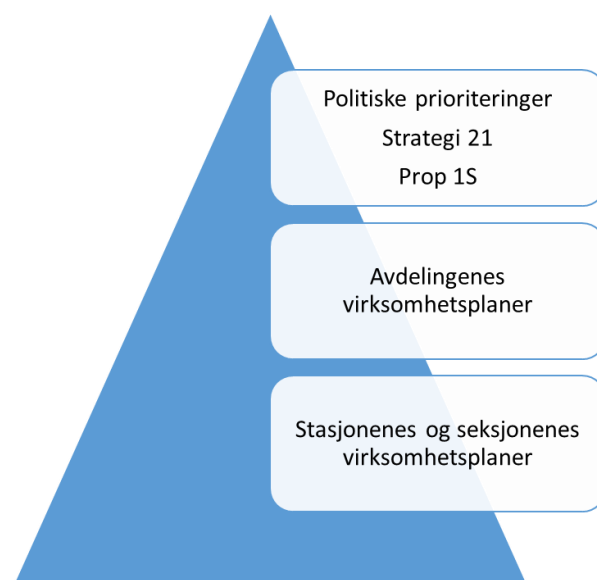 Politiske prioriteringer
Strategi 21
Prop 1S
Avdelingenes
virksomhetsplaner
Stasjonenes og seksjonenes
virksomhetsplaner